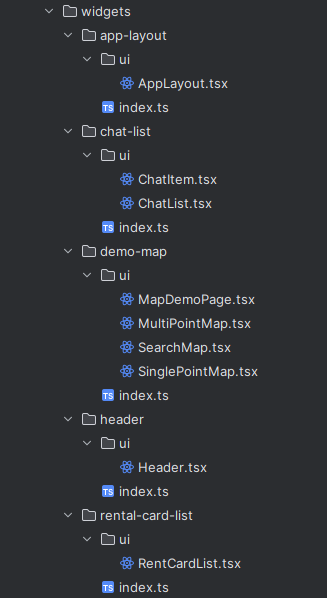 widgets
app-layout
ui
AppLayout.tsx
TS index.ts
chat-list
ui
ChatItem.tsx
ChatList.tsx
TS index.ts
demo-map
ui
MapDemoPage.tsx
MultiPointMap.tsx
SearchMap.tsx
SinglePointMap.tsx
TS index.ts
header
ui
Header.tsx
TS index.ts
rental-card-list
ui
RentCardList.tsx
TS index.ts